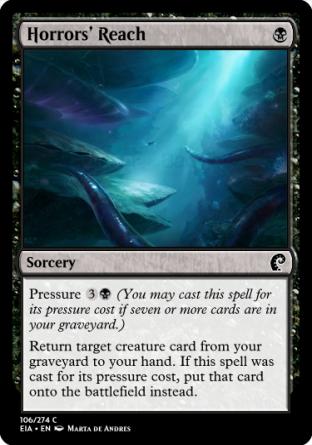 Horrors' Reach
Sorcery
Pressure 3 (You may cast this spell for
its pressure cost if seven or more cards are in
your graveyard.)
Return target creature card from your
graveyard to your hand. If this spell was
cast for its pressure cost, put that card
onto the battlefield instead.
106/274 C
EIA • EN Marta de Andres